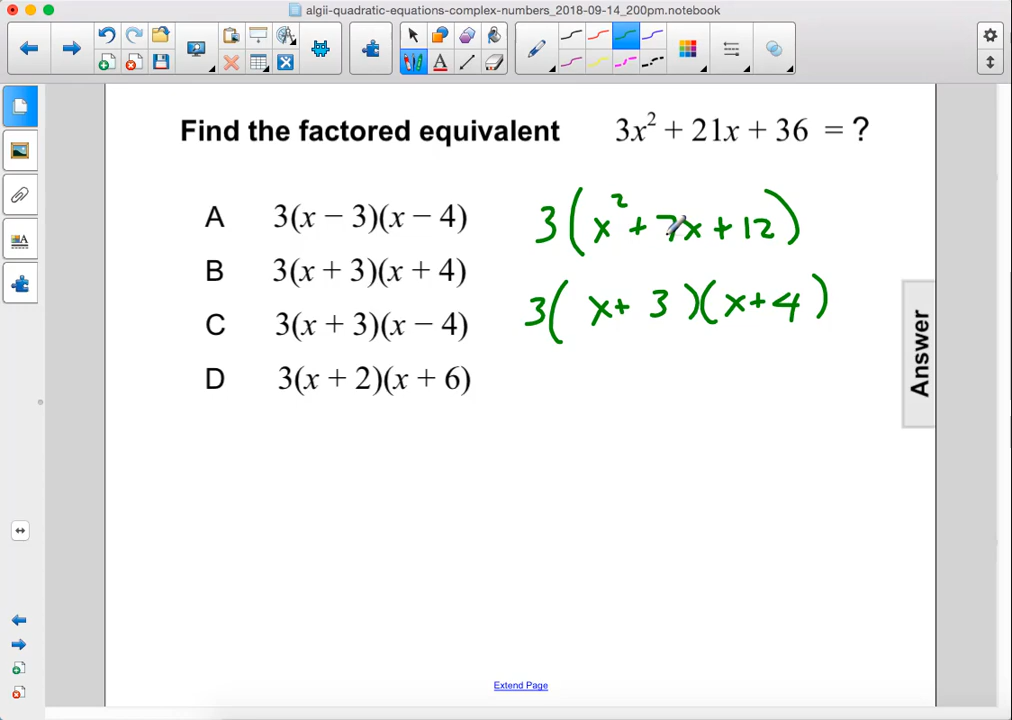 algii-quadratic-equations-complex-numbers_2018-09-14_200pm.notebook
Find the factored equivalent 3x² + 21x + 36 = ?
A 3(x − 3)(x − 4)
B 3(x + 3)(x + 4)
C 3(x + 3)(x − 4)
D 3(x + 2)(x + 6)
3(x² + 7x + 12)
3(x + 3)(x + 4)
Answer
Extend Page